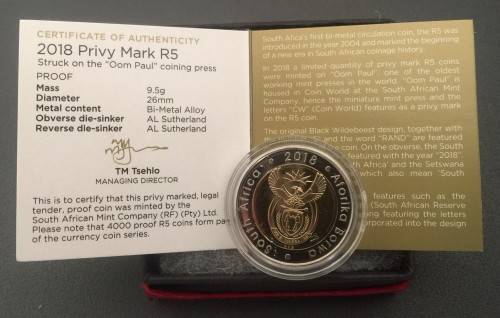 CERTIFICATE OF AUTHENTICITY
2018 Privy Mark R5
Struck on the "Oom Paul" coining press
PROOF
Mass 9.5g
Diameter 26mm
Metal content Bi-Metal Alloy
Obverse die-sinker AL Sutherland
Reverse die-sinker AL Sutherland
TM Tsehlo
MANAGING DIRECTOR
This is to certify that this privy marked, legal
tender, proof coin was minted by the
South African Mint Company (RF) (Pty) Ltd.
Please note that 4000 proof R5 coins form pa
of the currency coin series.
South Africa's first bi-metal circulation coin, the R5 was
introduced in the year 2004 and marked the beginning
of a new era in South African coinage history.
In 2018 a limited quantity of privy mark R5 coins
were minted on "Oom Paul", one of the oldest
working mint presses in the world. "Oom Paul" is
housed in Coin World at the South African Mint
Company, hence the miniature mint press and the
letters "CW" (Coin World) features as a privy mark
on the R5 coin.
The original Black Wildebeest design, together with
and the word "RAND" are featured
the coin. On the obverse, the South
featured with the year "2018",
South Africa" and the Setswana
which also mean "South
features such as the
(South African Reserve
featuring the letters
orporated into the design
South Africa 2018 Aforika Borwa